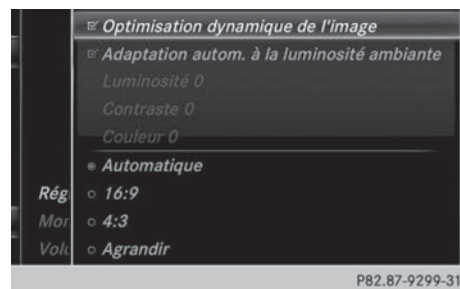 Optimisation dynamique de l'image
Adaptation autom. à la luminosité ambiante
Luminosité 0
Contraste 0
Couleur 0
Automatique
Rég 16:9
Mor 4:3
Volu Agrandir
P82.87-9299-31